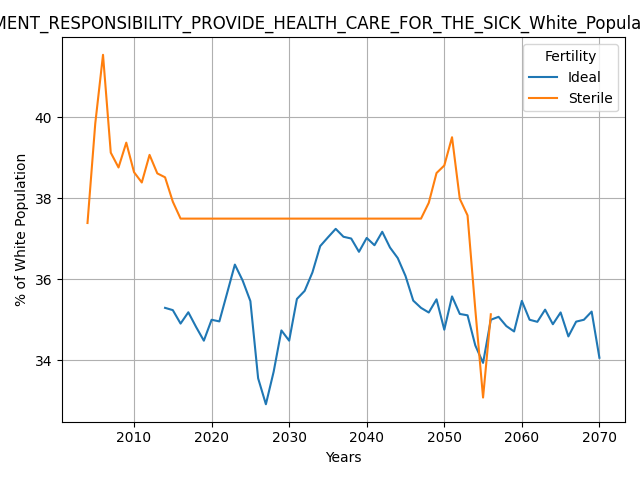 MENT_RESPONSIBILITY_PROVIDE_HEALTH_CARE_FOR_THE_SICK_White_Popula
Fertility
Ideal
Sterile
% of White Population
40
38
36
34
2010 2020 2030 2040 2050 2060 2070
Years